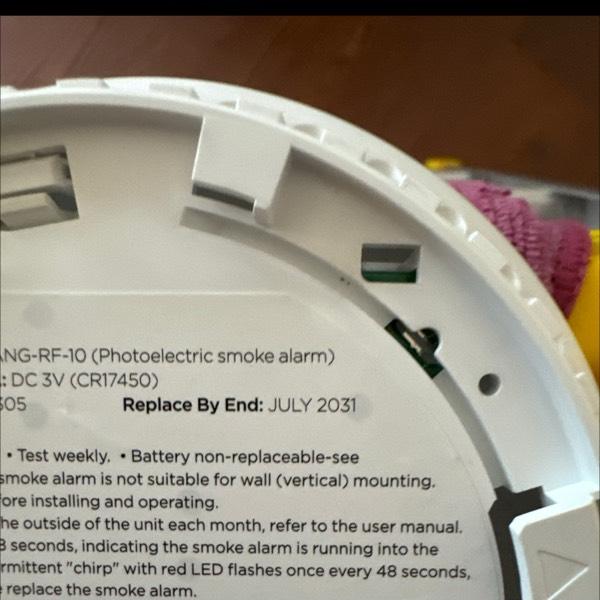 NG-RF-10 (Photoelectric smoke alarm)
: DC 3V (CR17450)
305 Replace By End: JULY 2031
• Test weekly. • Battery non-replaceable-see
smoke alarm is not suitable for wall (vertical) mounting.
ore installing and operating.
he outside of the unit each month, refer to the user manual.
8 seconds, indicating the smoke alarm is running into the
rmittent "chirp" with red LED flashes once every 48 seconds,
replace the smoke alarm.